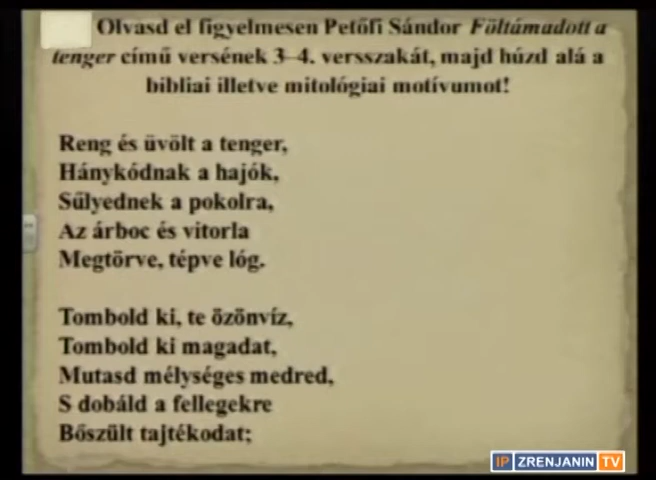 Olvasd el figyelmesen Petőfi Sándor Föltámadott a
tenger című versének 3–4. versszakát, majd húzd alá a
bibliai illetve mitológiai motívumot!
Reng és üvölt a tenger,
Hánykódnak a hajók,
Sűlyednek a pokolra,
Az árboc és vitorla
Megtörve, tépve lóg.
Tombold ki, te özönvíz,
Tombold ki magadat,
Mutasd mélységes medred,
S dobáld a fellegekre
Bőszült tajtékodat;
IP ZRENJANIN TV